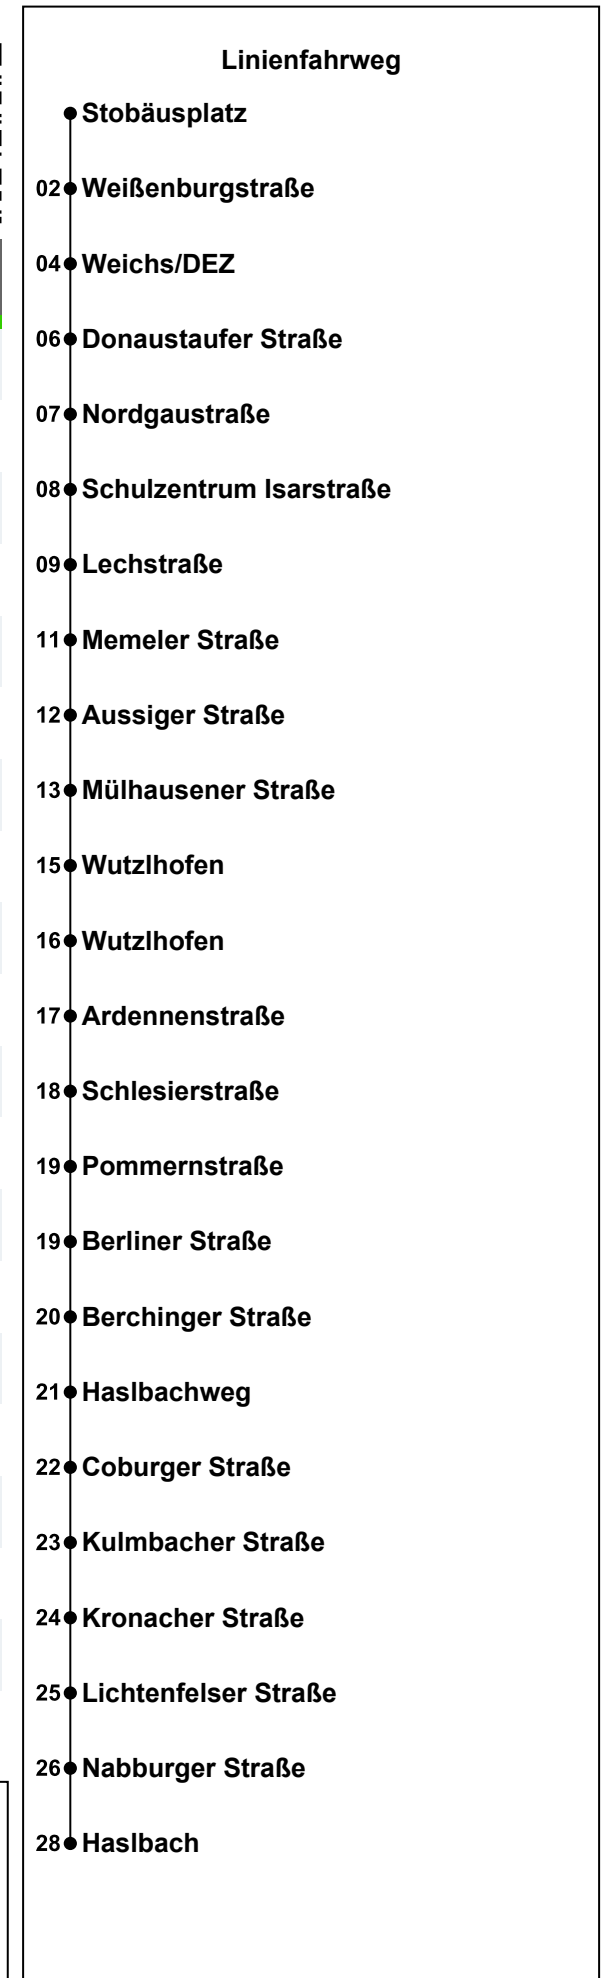 Linienfahrweg
Stobäusplatz
02 Weißenburgstraße
04 Weichs/DEZ
06 Donaustaufer Straße
07 Nordgaustraße
08 Schulzentrum Isarstraße
09 Lechstraße
11 Memeler Straße
12 Aussiger Straße
13 Mülhausener Straße
15 Wutzlhofen
16 Wutzlhofen
17 Ardennenstraße
18 Schlesierstraße
19 Pommernstraße
19 Berliner Straße
20 Berchinger Straße
21 Haslbachweg
22 Coburger Straße
23 Kulmbacher Straße
24 Kronacher Straße
25 Lichtenfelser Straße
26 Nabburger Straße
28 Haslbach